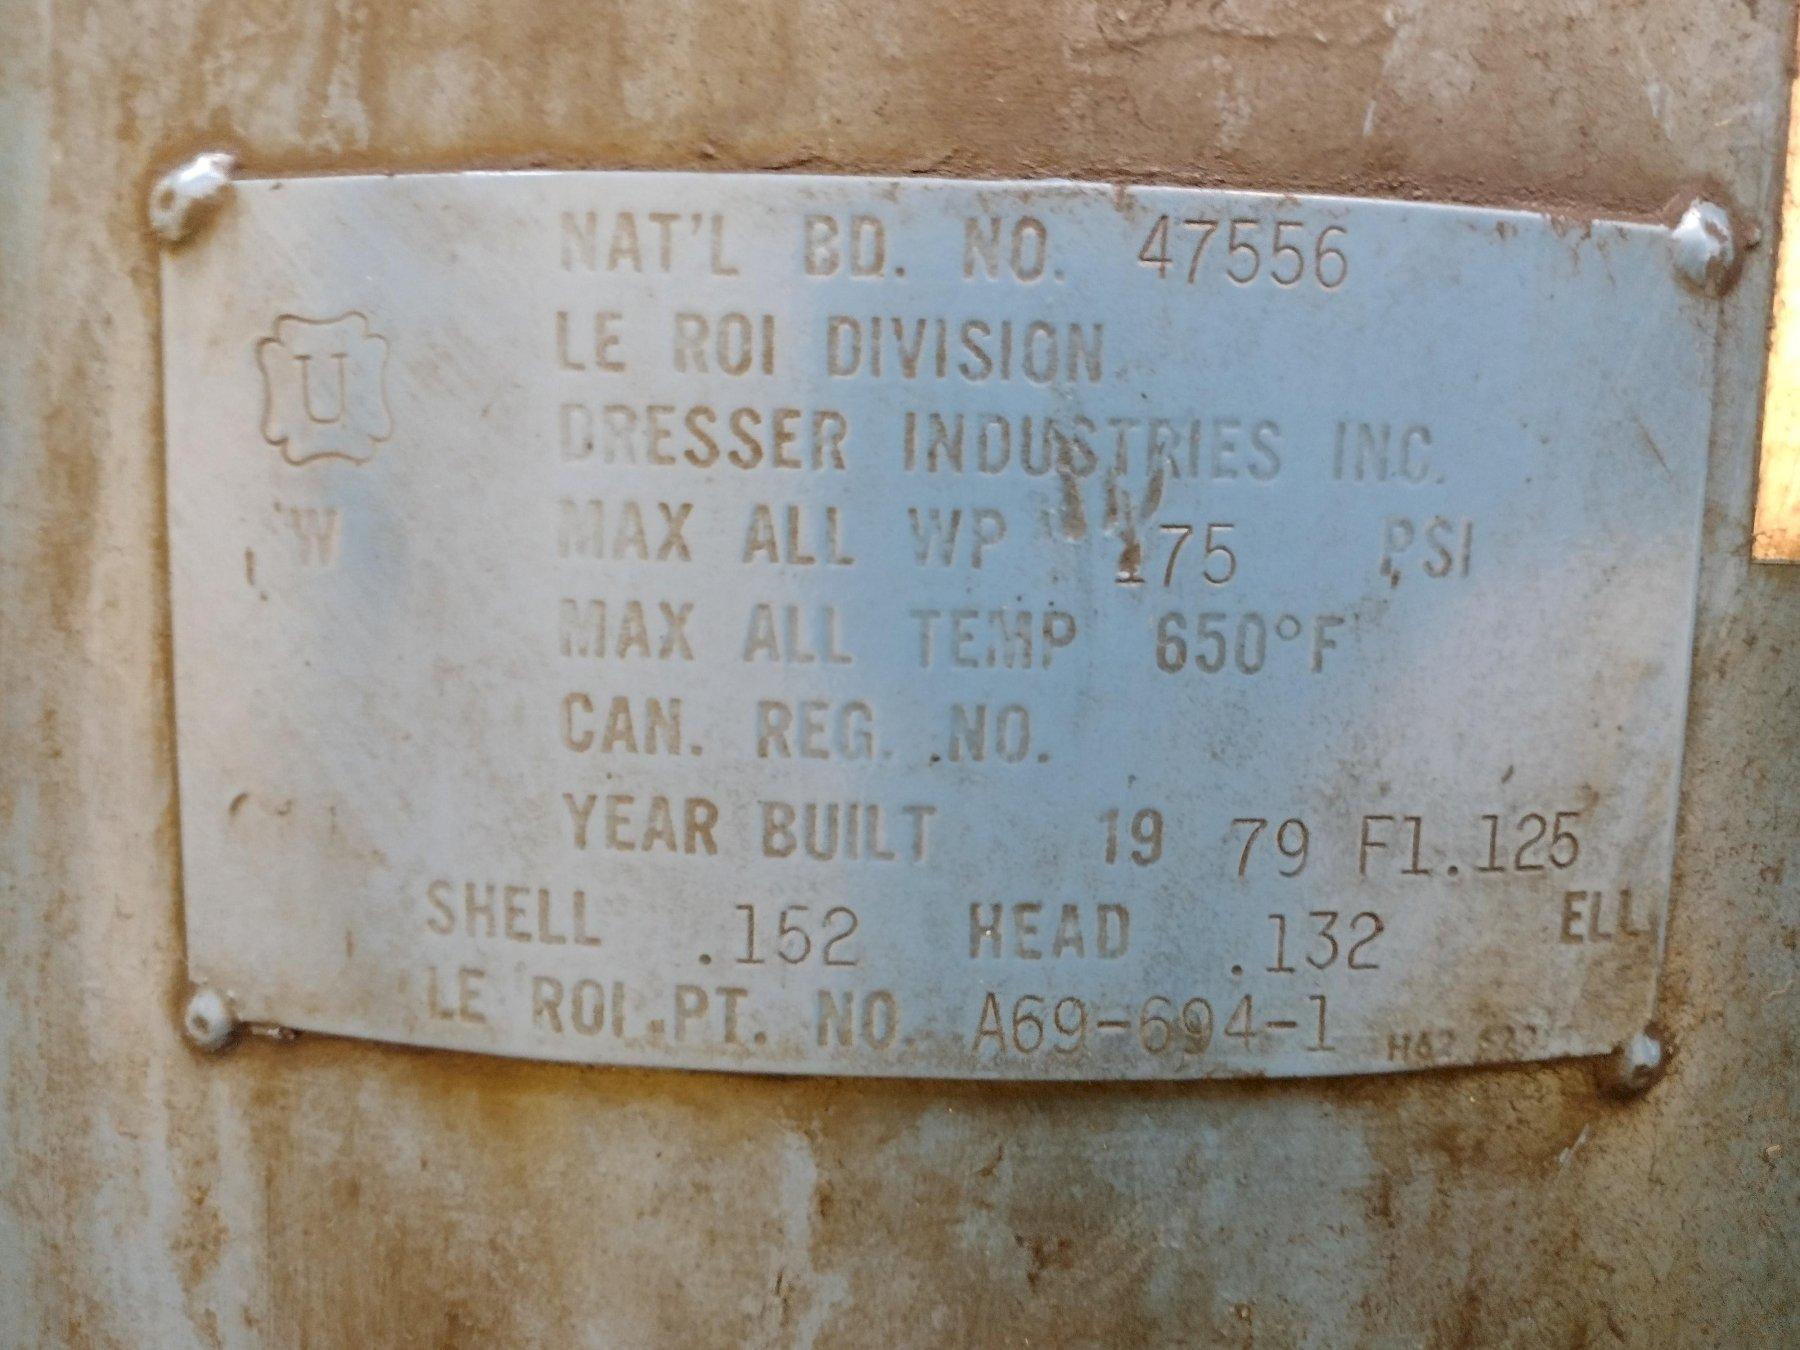 NAT'L BD. NO. 47556
U
LE ROI DIVISION
DRESSER INDUSTRIES INC.
W
MAX ALL WP 175 PSI
MAX ALL TEMP 650°F
CAN. REG. NO.
YEAR BUILT 19 79 F1.125
SHELL .152 HEAD .132 ELL
LE ROI PT. NO. A69-694-1